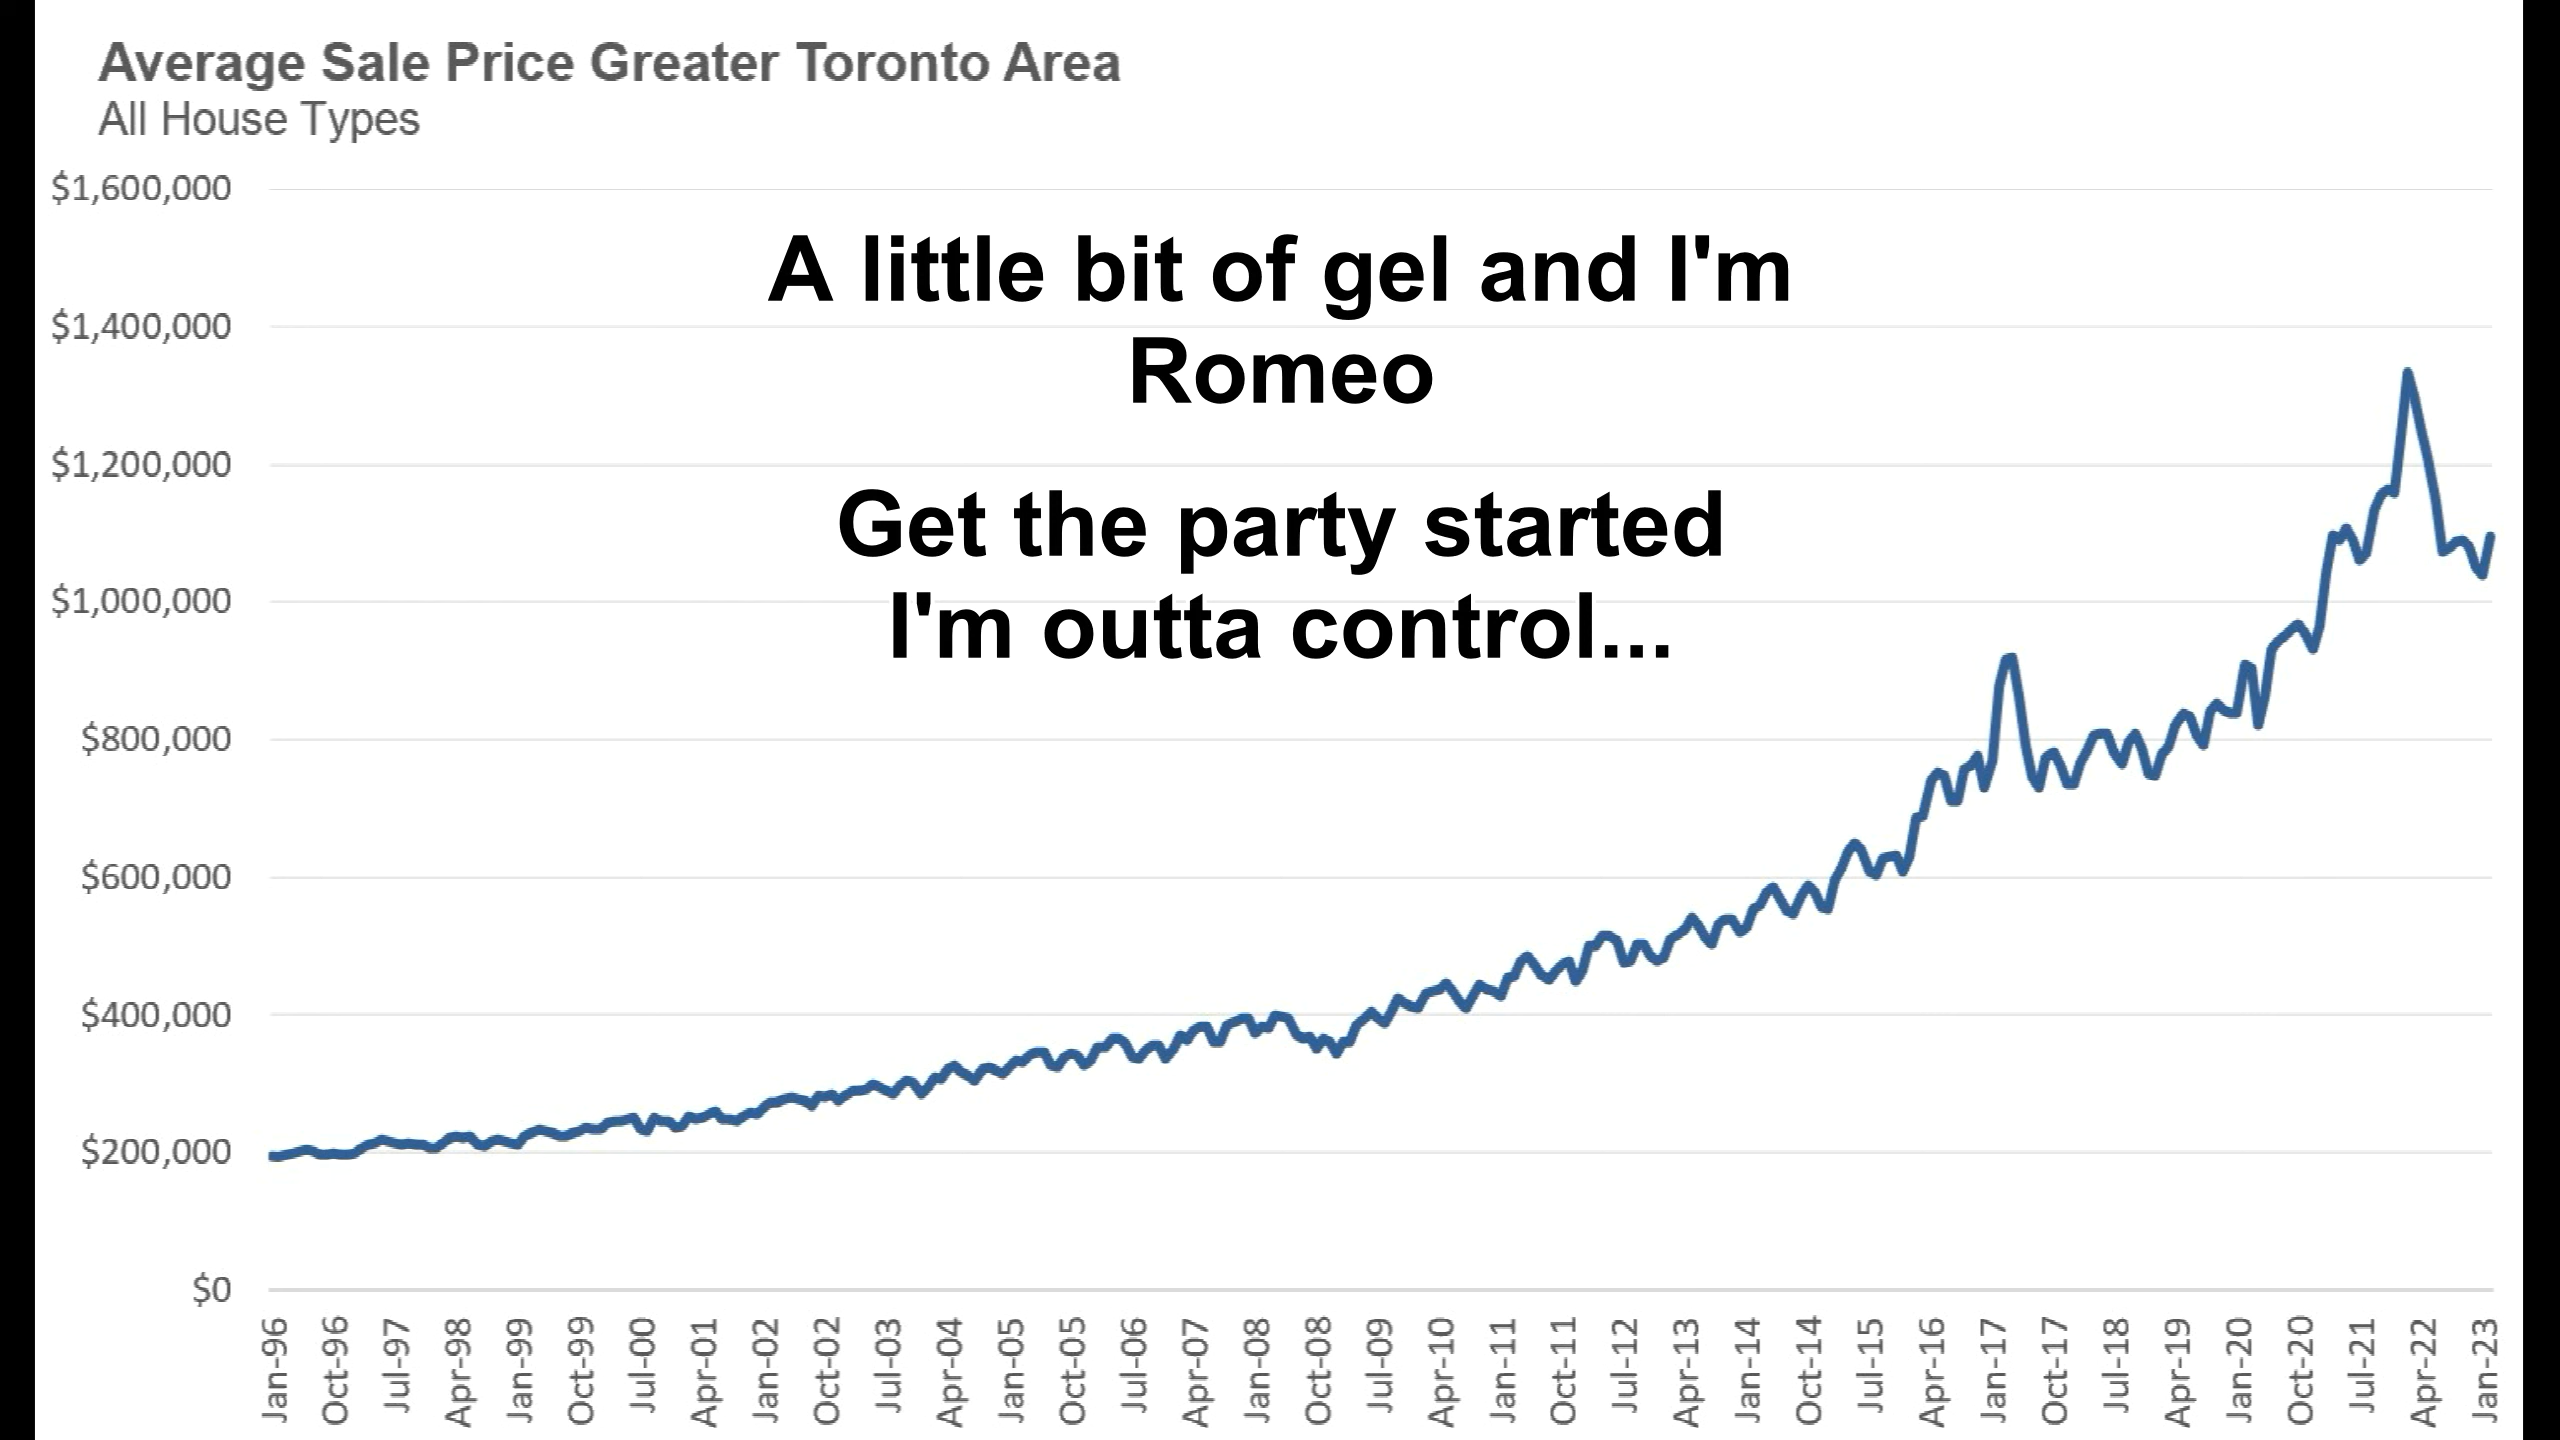 Average Sale Price Greater Toronto Area
All House Types
$1,600,000
A little bit of gel and I'm
$1,400,000
Romeo
$1,200,000
Get the party started
$1,000,000
I'm outta control...
$800,000
$600,000
$400,000
$200,000
$0
Jan-96 Oct-96 Jul-97 Apr-98 Jan-99 Oct-99 Jul-00 Apr-01 Jan-02 Oct-02 Jul-03 Apr-04 Jan-05 Oct-05 Jul-06 Apr-07 Jan-08 Oct-08 Jul-09 Apr-10 Jan-11 Oct-11 Jul-12 Apr-13 Jan-14 Oct-14 Jul-15 Apr-16 Jan-17 Oct-17 Jul-18 Apr-19 Jan-20 Oct-20 Jul-21 Apr-22 Jan-23